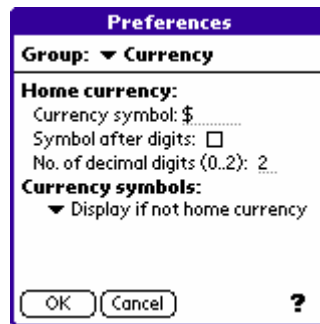 Preferences
Group: Currency
Home currency:
Currency symbol: $
Symbol after digits:
No. of decimal digits (0..2): 2
Currency symbols:
Display if not home currency
OK Cancel ?